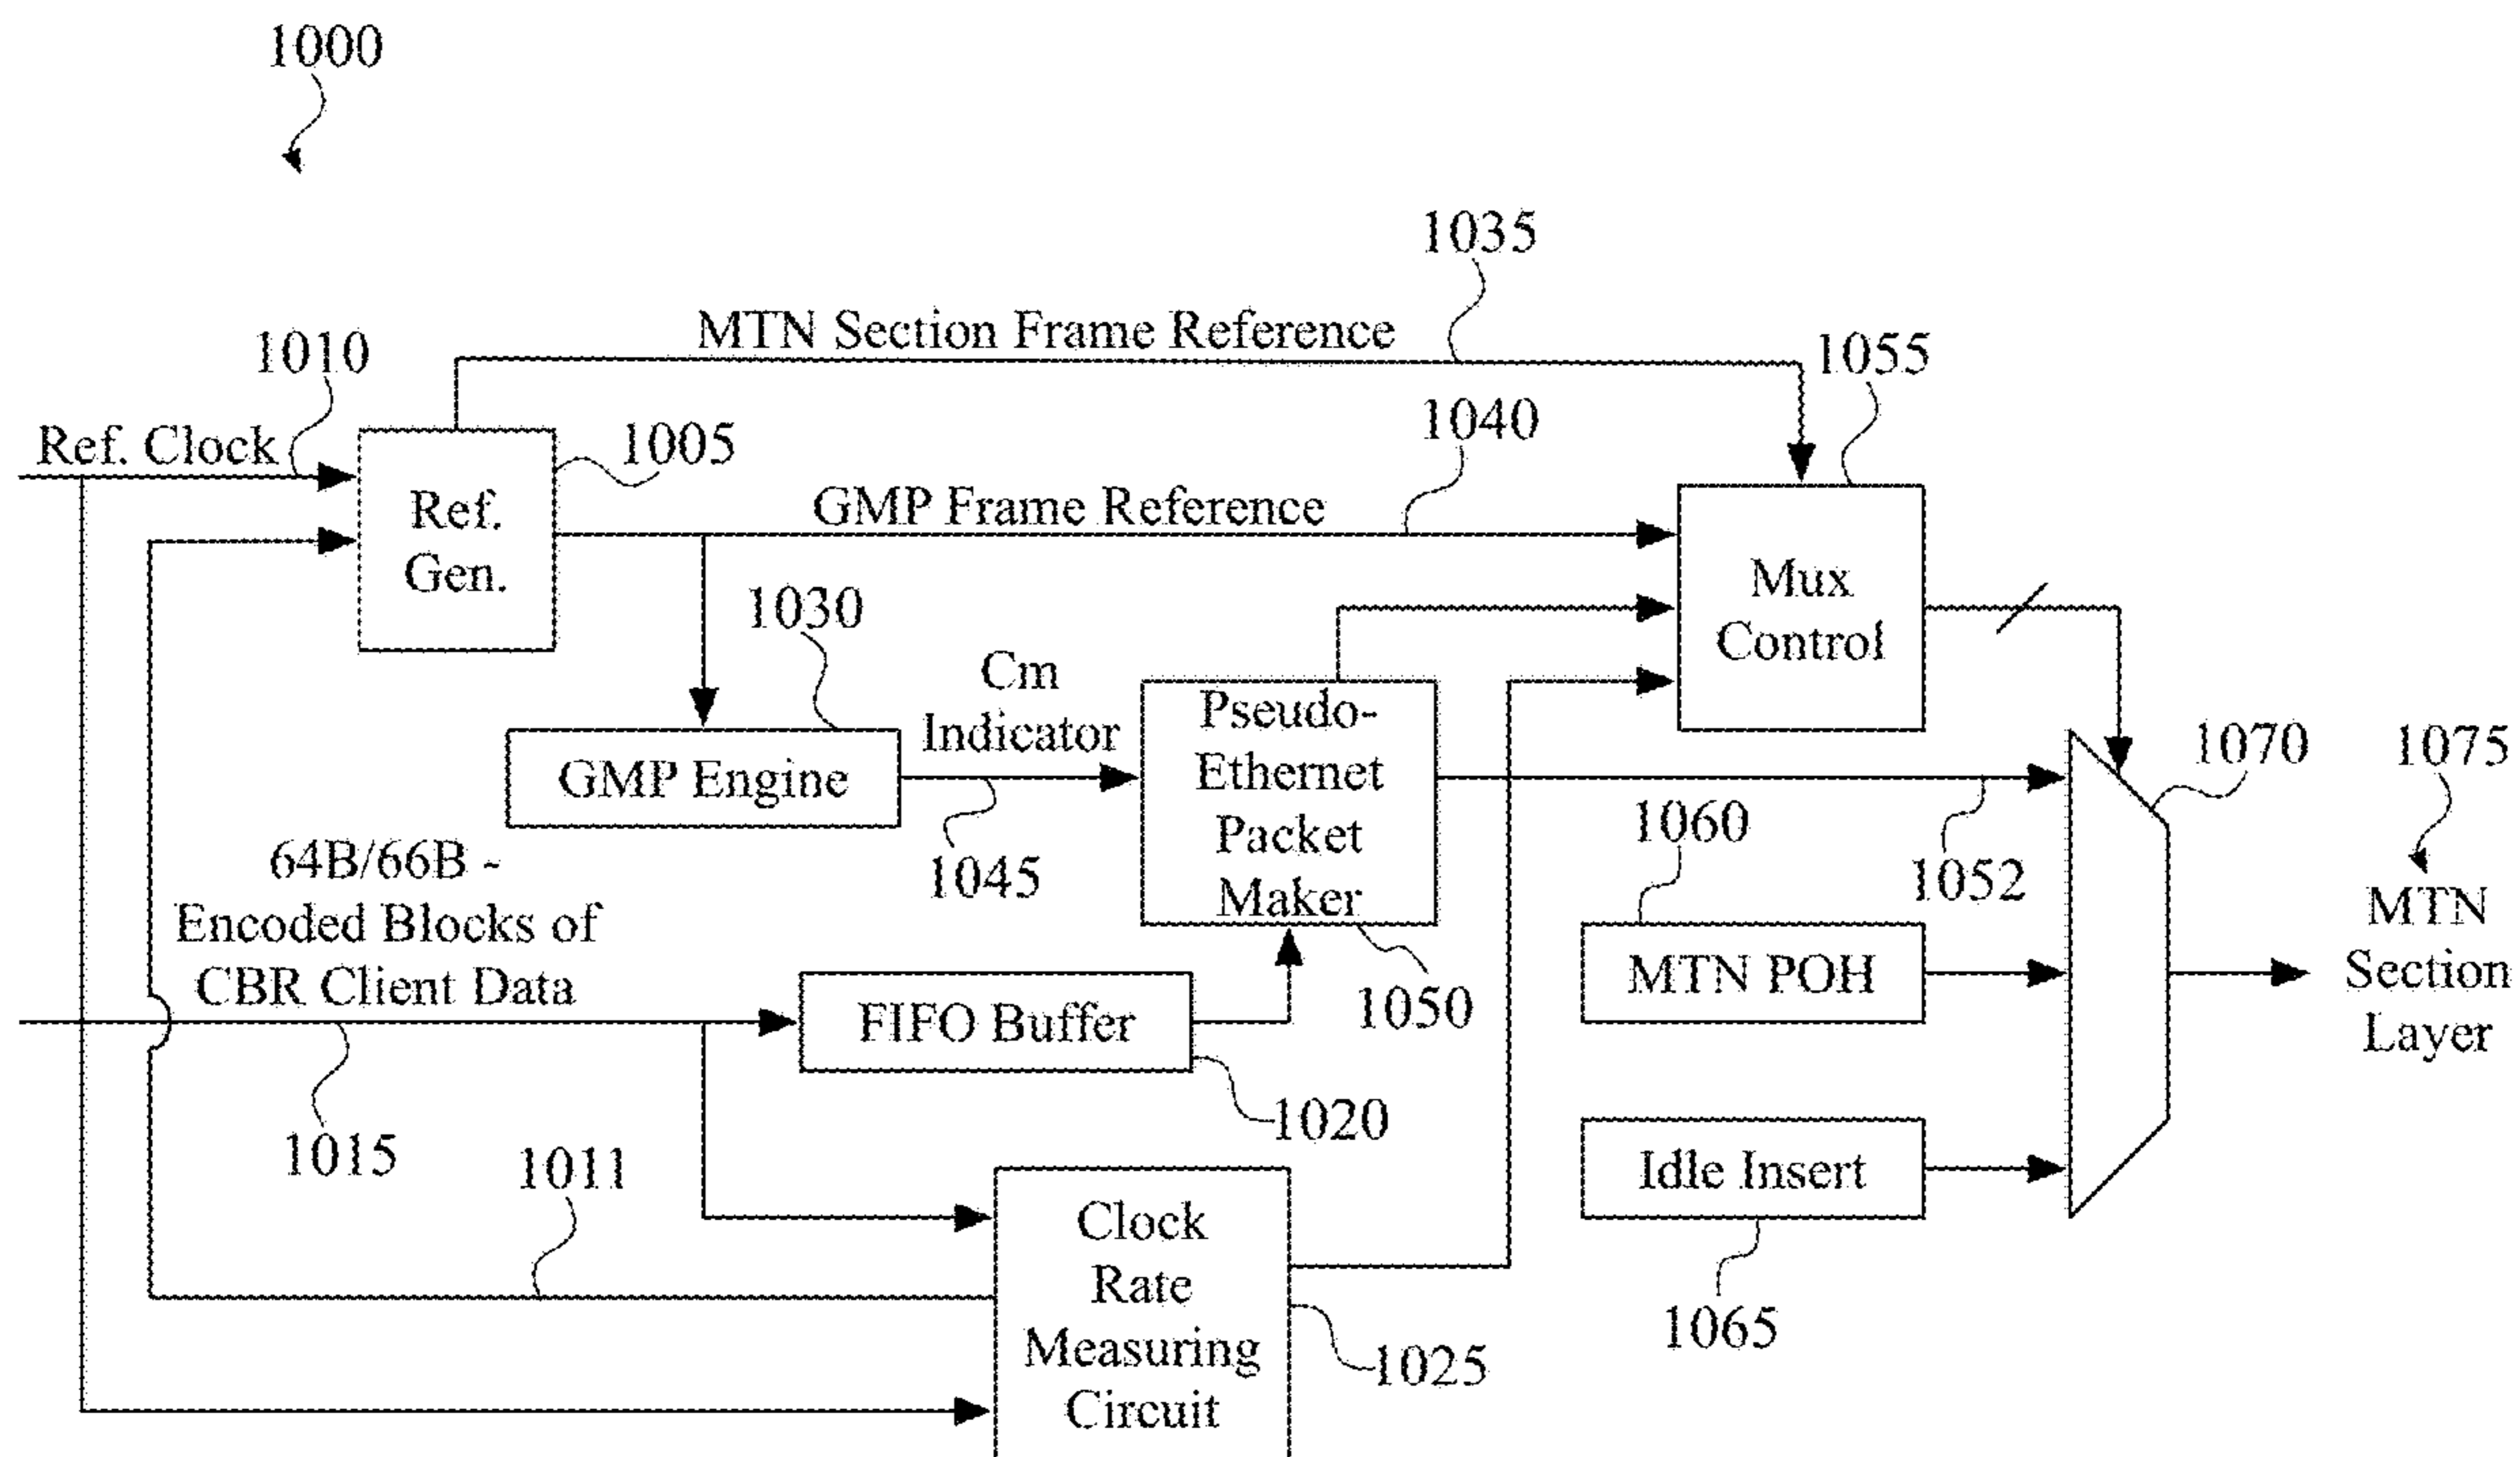 1000
1035
MTN Section Frame Reference
1010
1055
Ref. Clock
1005
1040
Ref.
Gen.
GMP Frame Reference
Mux
Control
1030
Cm
Indicator
Pseudo-
Ethernet
Packet
Maker
GMP Engine
1045
1070
1075
1060
1052
64B/66B -
Encoded Blocks of
CBR Client Data
MTN POH
MTN
Section
Layer
FIFO Buffer
1050
1015
1011
1020
Idle Insert
Clock
Rate
Measuring
Circuit
1025
1065